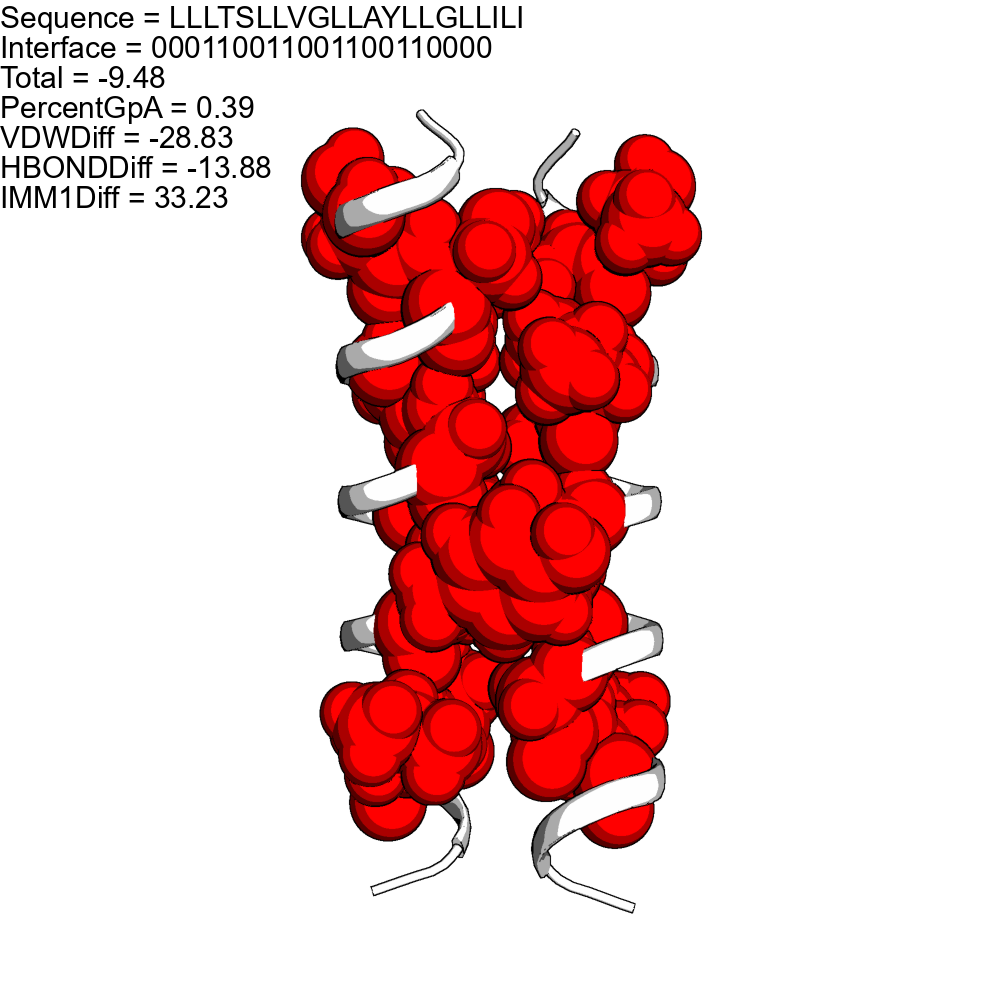 Sequence = LLLTSLLVGLLAYLLGLLILI
Interface = 000110011001100110000
Total = -9.48
PercentGpA = 0.39
VDWDiff = -28.83
HBONDDiff = -13.88
IMM1Diff = 33.23